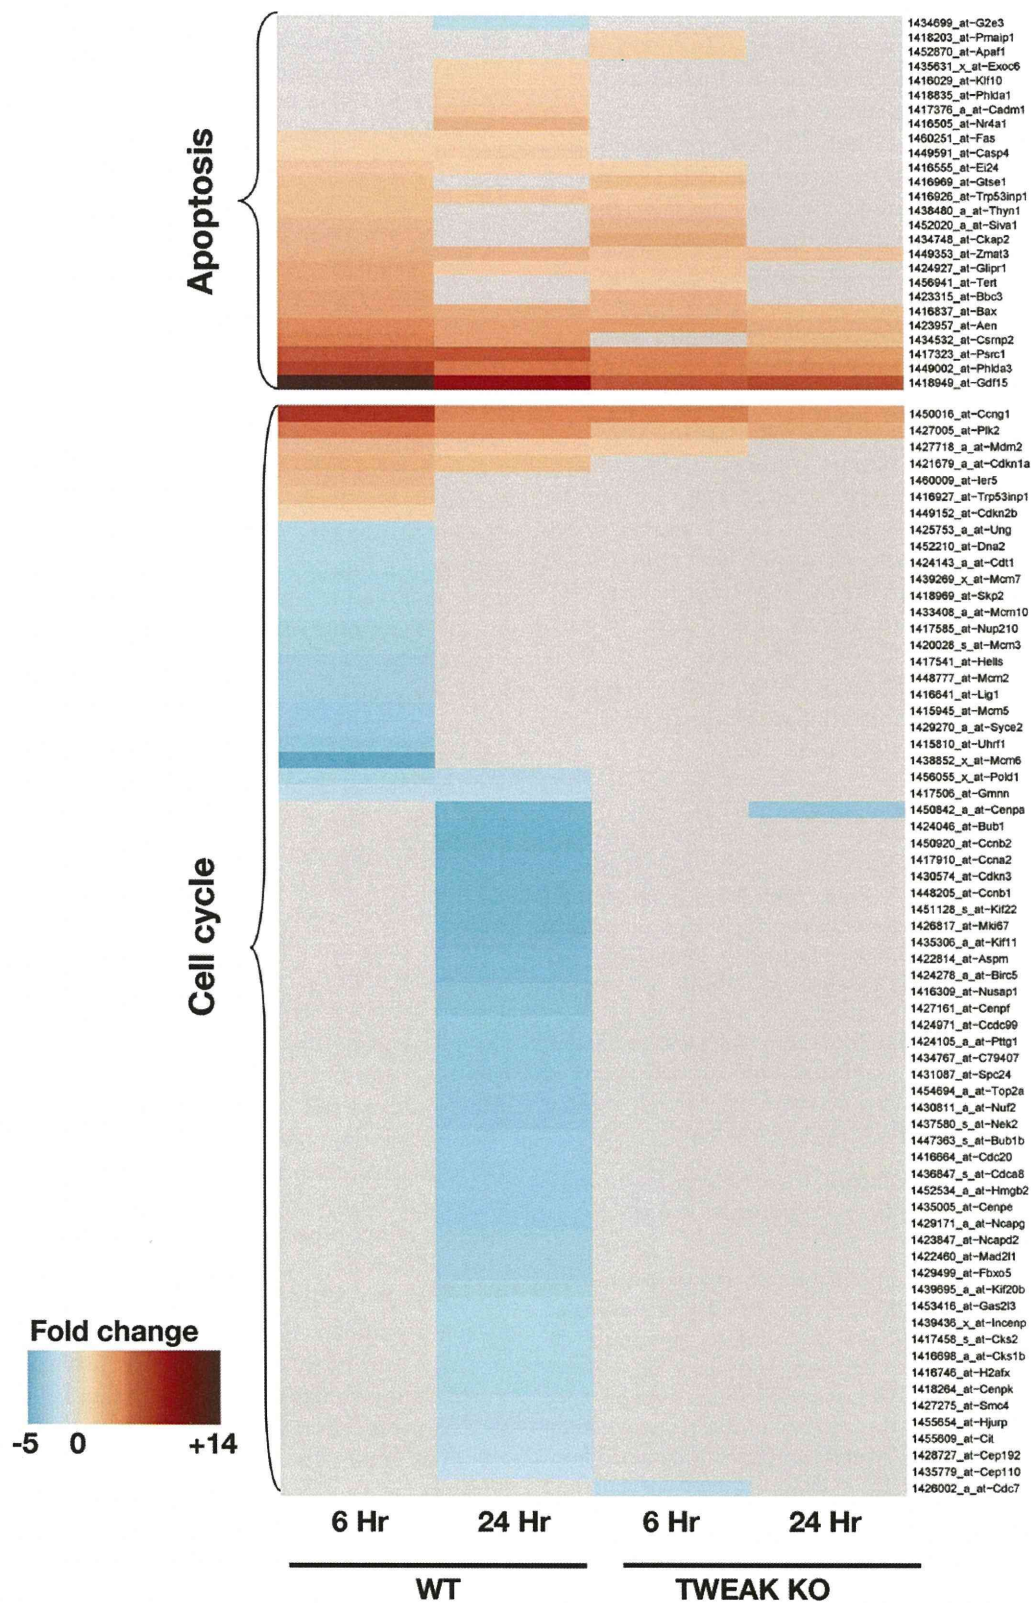 Apoptosis
1434699_at-G2e3
1418203_at-Pmaip1
1452870_at-Apaf1
1435631_x_at-Exoc6
1416029_at-Klf10
1418835_at-Phlda1
1417376_a_at-Cadm1
1416505_at-Nr4a1
1460251_at-Fas
1449591_at-Casp4
1416555_at-Ei24
1416969_at-Gtse1
1416926_at-Trp53inp1
1438480_a_at-Thyn1
1452020_a_at-Siva1
1434748_at-Ckap2
1449353_at-Zmat3
1424927_at-Glipr1
1456941_at-Tert
1423315_at-Bbc3
1416837_at-Bax
1423957_at-Aen
1434532_at-Csrnp2
1417323_at-Psrc1
1449002_at-Phlda3
1418949_at-Gdf15
Cell cycle
1450016_at-Ccng1
1427005_at-Plk2
1427718_a_at-Mdm2
1421679_a_at-Cdkn1a
1460009_at-Ier5
1416927_at-Trp53inp1
1449152_at-Cdkn2b
1425753_a_at-Ung
1452210_at-Dna2
1424143_a_at-Cdt1
1439269_x_at-Mcm7
1418969_at-Skp2
1433408_a_at-Mcm10
1417585_at-Nup210
1420028_s_at-Mcm3
1417541_at-Hells
1448777_at-Mcm2
1416641_at-Lig1
1415945_at-Mcm5
1429270_a_at-Syce2
1415810_at-Uhrf1
1438852_x_at-Mcm6
1456055_x_at-Pold1
1417506_at-Gmnn
1450842_a_at-Cenpa
1424046_at-Bub1
1450920_at-Ccnb2
1417910_at-Ccna2
1430574_at-Cdkn3
1448205_at-Ccnb1
1451128_s_at-Kif22
1426817_at-Mki67
1435306_a_at-Kif11
1422814_at-Aspm
1424278_a_at-Birc5
1416309_at-Nusap1
1427161_at-Cenpf
1424971_at-Ccdc99
1424105_a_at-Pttg1
1434767_at-C79407
1431087_at-Spc24
1454694_a_at-Top2a
1430811_a_at-Nuf2
1437580_s_at-Nek2
1447363_s_at-Bub1b
1416664_at-Cdc20
1436847_s_at-Cdca8
1452534_a_at-Hmgb2
1435005_at-Cenpe
1429171_a_at-Ncapg
1423847_at-Ncapd2
1422460_at-Mad2l1
1429499_at-Fbxo5
1439695_a_at-Kif20b
1453416_at-Gas2l3
1439436_x_at-Incenp
1417458_s_at-Cks2
1416698_a_at-Cks1b
1416746_at-H2afx
1418264_at-Cenpk
1427275_at-Smc4
1455654_at-Hjurp
1455609_at-Cit
1428727_at-Cep192
1435779_at-Cep110
1426002_a_at-Cdc7
Fold change
-5 0 +14
6 Hr 24 Hr 6 Hr 24 Hr
WT TWEAK KO